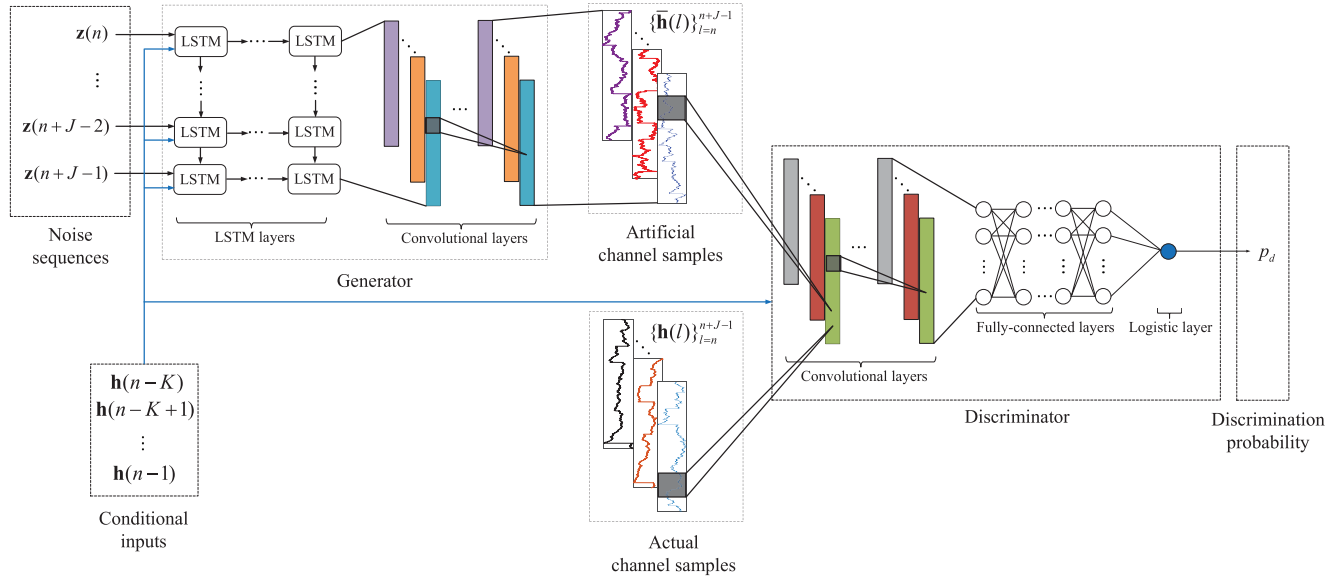 z(n)
⋮
z(n+J−2)
z(n+J−1)
Noise
sequences
LSTM ··· LSTM
⋮ ⋮
LSTM ··· LSTM
LSTM ··· LSTM
LSTM layers
···
Convolutional layers
Generator
{h̅(l)}_{l=n}^{n+J−1}
Artificial
channel samples
h(n−K)
h(n−K+1)
⋮
h(n−1)
Conditional
inputs
{h(l)}_{l=n}^{n+J−1}
Actual
channel samples
···
Convolutional layers
Fully-connected layers
Logistic layer
Discriminator
p_d
Discrimination
probability